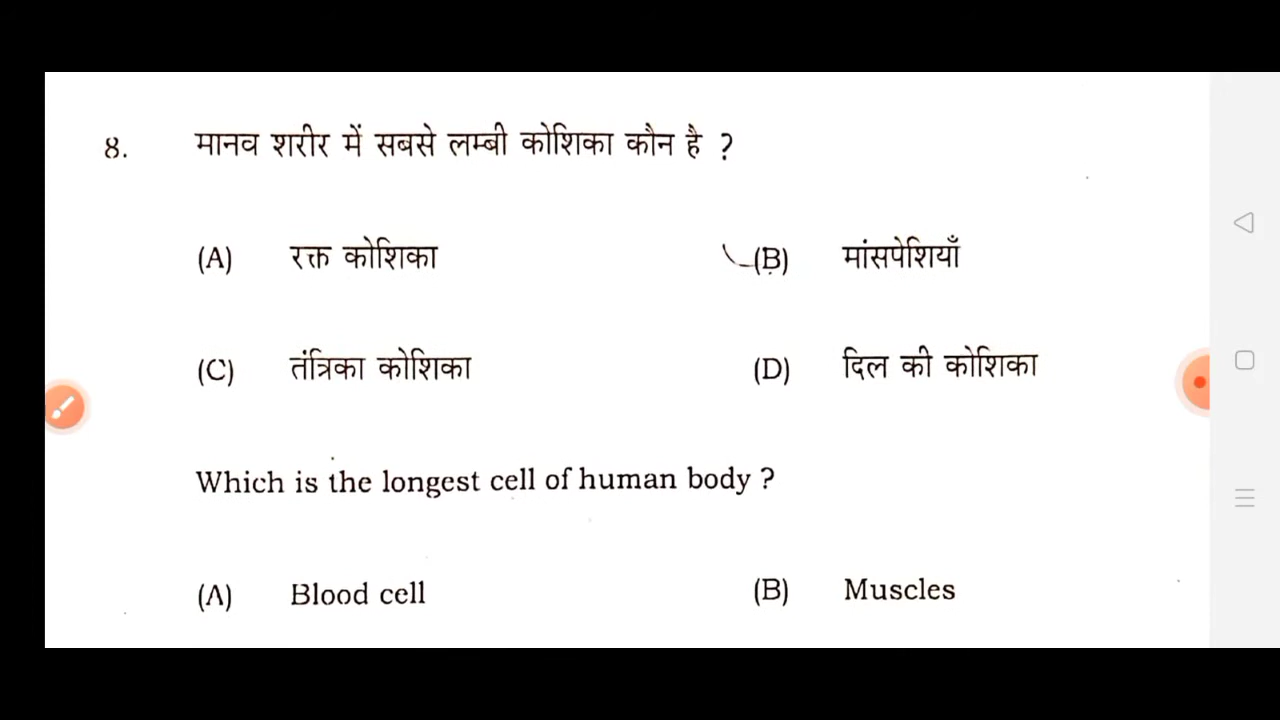 8. मानव शरीर में सबसे लम्बी कोशिका कौन है ?
(A) रक्त कोशिका (B) मांसपेशियाँ
(C) तंत्रिका कोशिका (D) दिल की कोशिका
Which is the longest cell of human body ?
(A) Blood cell (B) Muscles